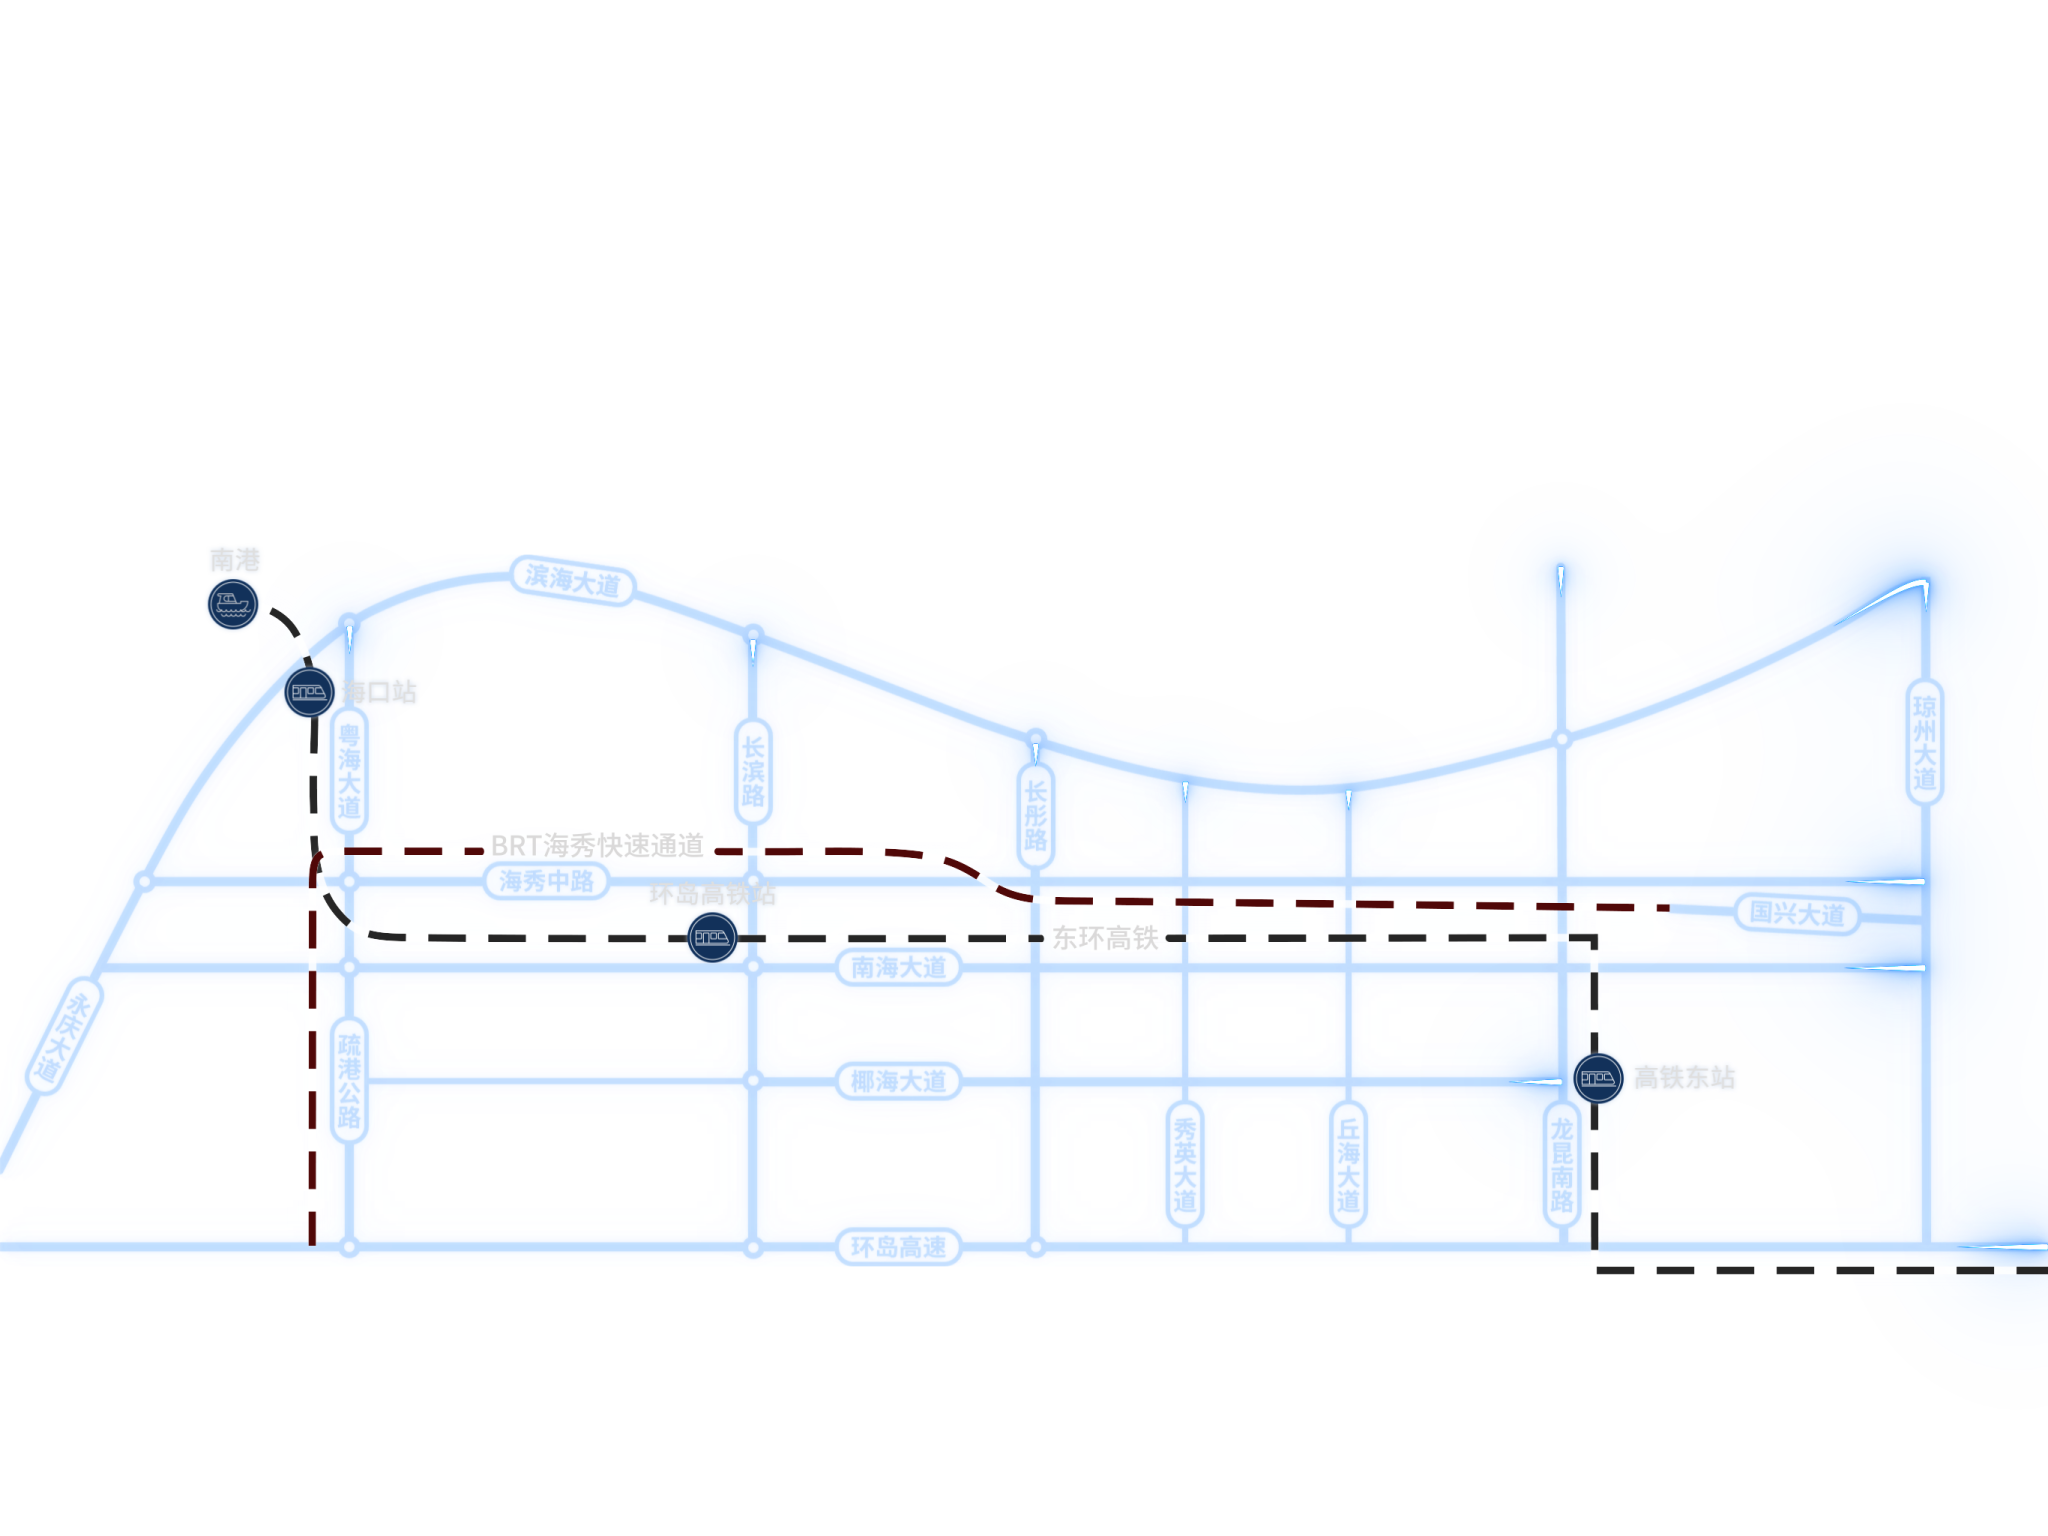 南港
滨海大道
海口站
粤海大道
长滨路
长彤路
琼州大道
BRT海秀快速通道
海秀中路
环岛高铁站
国兴大道
东环高铁
南海大道
永庆大道
疏港公路
椰海大道
高铁东站
秀英大道
丘海大道
龙昆南路
环岛高速